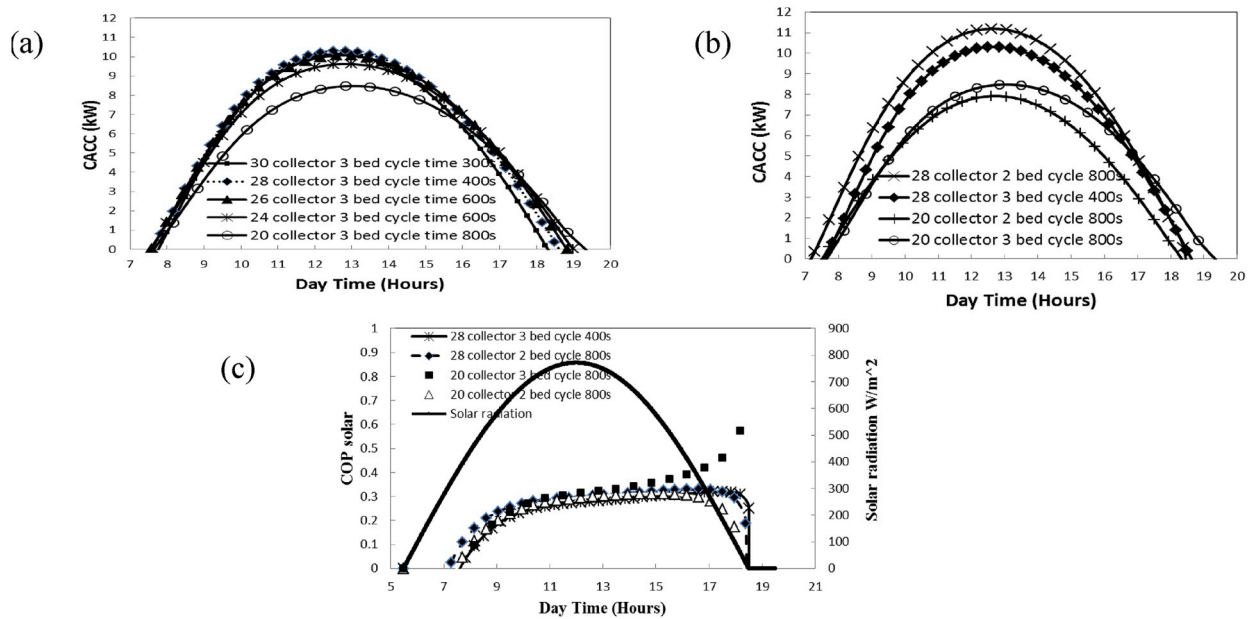 (a)
CACC (kW)
12
11
10
9
8
7
6
5
4
3
2
1
0
30 collector 3 bed cycle time 300s
28 collector 3 bed cycle time 400s
26 collector 3 bed cycle time 600s
24 collector 3 bed cycle time 600s
20 collector 3 bed cycle time 800s
7 8 9 10 11 12 13 14 15 16 17 18 19 20
Day Time (Hours)
(b)
CACC (kW)
12
11
10
9
8
7
6
5
4
3
2
1
0
28 collector 2 bed cycle 800s
28 collector 3 bed cycle 400s
20 collector 2 bed cycle 800s
20 collector 3 bed cycle 800s
7 8 9 10 11 12 13 14 15 16 17 18 19 20
Day Time (Hours)
(c)
COP solar
1
0.9
0.8
0.7
0.6
0.5
0.4
0.3
0.2
0.1
0
28 collector 3 bed cycle 400s
28 collector 2 bed cycle 800s
20 collector 3 bed cycle 800s
20 collector 2 bed cycle 800s
Solar radiation
900
800
700
600
500
400
300
200
100
0
Solar radiation W/m^2
5 7 9 11 13 15 17 19 21
Day Time (Hours)